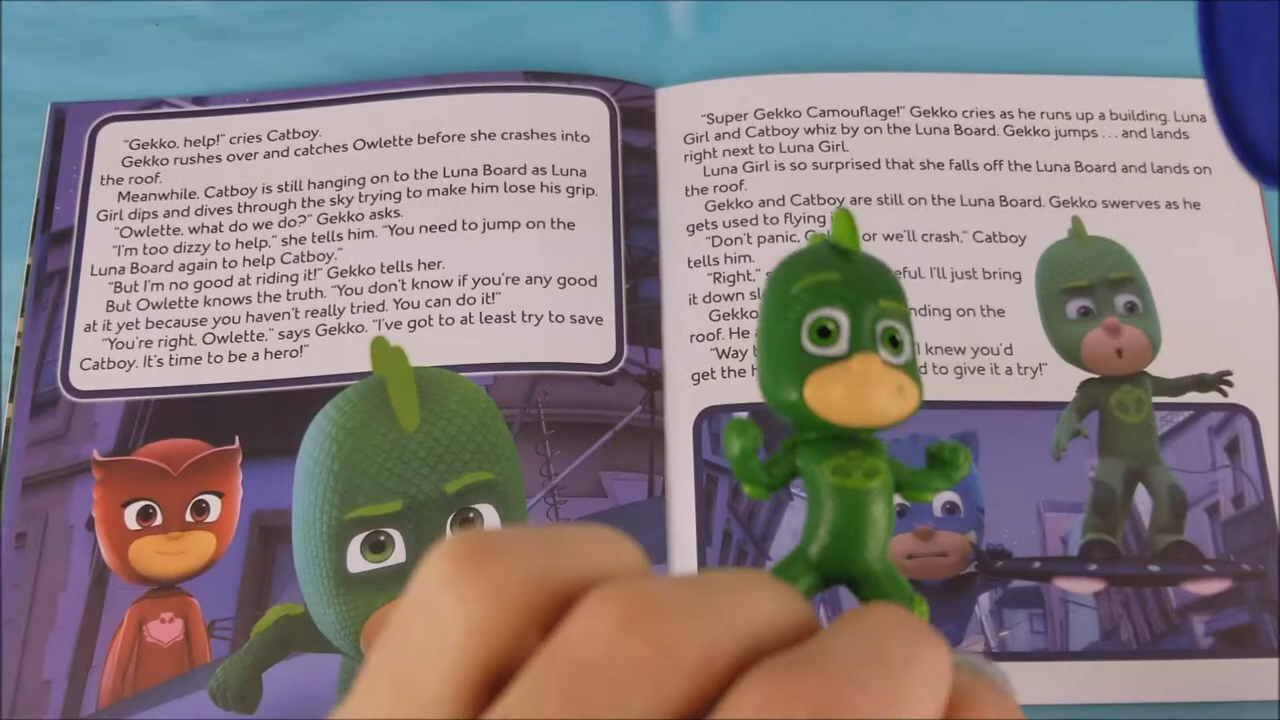 "Gekko, help!" cries Catboy.
Gekko rushes over and catches Owlette before she crashes into
the roof.
Meanwhile, Catboy is still hanging on to the Luna Board as Luna
Girl dips and dives through the sky trying to make him lose his grip.
"Owlette, what do we do?" Gekko asks.
"I'm too dizzy to help," she tells him. "You need to jump on the
Luna Board again to help Catboy."
"But I'm no good at riding it!" Gekko tells her.
But Owlette knows the truth. "You don't know if you're any good
at it yet because you haven't really tried. You can do it!"
"You're right, Owlette," says Gekko. "I've got to at least try to save
Catboy. It's time to be a hero!"
"Super Gekko Camouflage!" Gekko cries as he runs up a building. Luna
Girl and Catboy whiz by on the Luna Board. Gekko jumps . . . and lands
right next to Luna Girl.
Luna Girl is so surprised that she falls off the Luna Board and lands on
the roof.
Gekko and Catboy are still on the Luna Board. Gekko swerves as he
gets used to flying
"Don't panic, or we'll crash," Catboy
tells him.
"Right," I'll just bring
it down
Gekko on the
roof. He
"Way I knew you'd
get the to give it a try!"